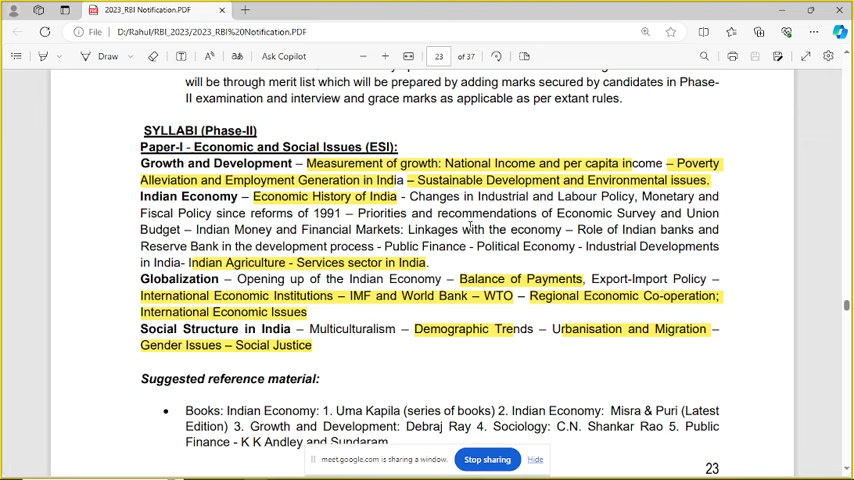 2023_RBI Notification.PDF
File
D:/Rahul/RBI_2023/2023_RBI%20Notification.PDF
Draw
Ask Copilot
23 of 37
will be through merit list which will be prepared by adding marks secured by candidates in Phase-
II examination and interview and grace marks as applicable as per extant rules.
SYLLABI (Phase-II)
Paper-I - Economic and Social Issues (ESI):
Growth and Development – Measurement of growth: National Income and per capita income – Poverty
Alleviation and Employment Generation in India – Sustainable Development and Environmental issues.
Indian Economy – Economic History of India - Changes in Industrial and Labour Policy, Monetary and
Fiscal Policy since reforms of 1991 – Priorities and recommendations of Economic Survey and Union
Budget – Indian Money and Financial Markets: Linkages with the economy – Role of Indian banks and
Reserve Bank in the development process - Public Finance - Political Economy - Industrial Developments
in India- Indian Agriculture - Services sector in India.
Globalization – Opening up of the Indian Economy – Balance of Payments, Export-Import Policy –
International Economic Institutions – IMF and World Bank – WTO – Regional Economic Co-operation;
International Economic Issues
Social Structure in India – Multiculturalism – Demographic Trends – Urbanisation and Migration –
Gender Issues – Social Justice
Suggested reference material:
• Books: Indian Economy: 1. Uma Kapila (series of books) 2. Indian Economy: Misra & Puri (Latest
Edition) 3. Growth and Development: Debraj Ray 4. Sociology: C.N. Shankar Rao 5. Public
Finance - K K Andley and Sundaram
meet.google.com is sharing a window.
Stop sharing
Hide
23